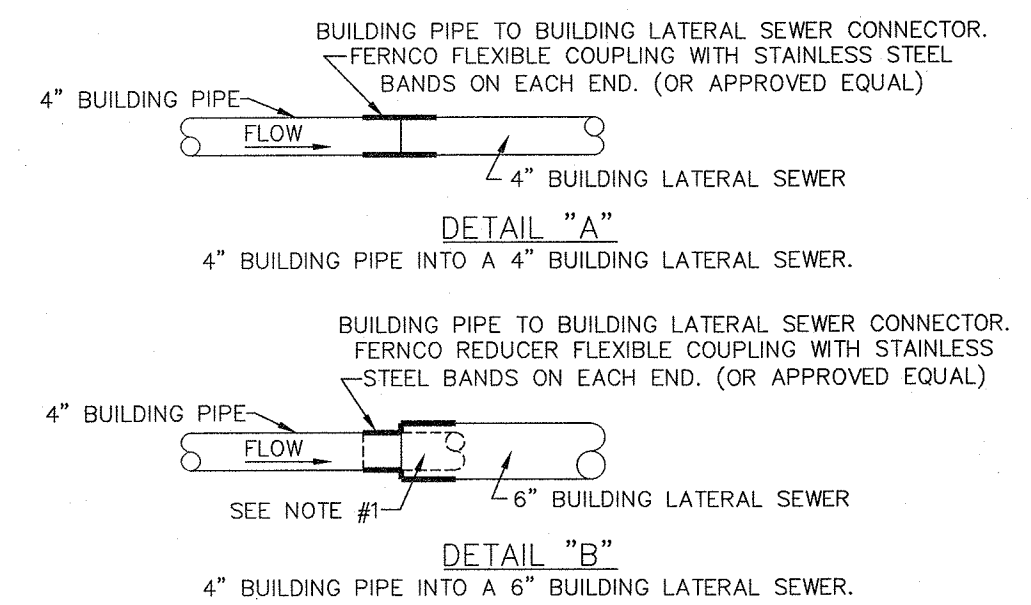 BUILDING PIPE TO BUILDING LATERAL SEWER CONNECTOR.
FERNCO FLEXIBLE COUPLING WITH STAINLESS STEEL
BANDS ON EACH END. (OR APPROVED EQUAL)
4" BUILDING PIPE
FLOW
4" BUILDING LATERAL SEWER
DETAIL "A"
4" BUILDING PIPE INTO A 4" BUILDING LATERAL SEWER.
BUILDING PIPE TO BUILDING LATERAL SEWER CONNECTOR.
FERNCO REDUCER FLEXIBLE COUPLING WITH STAINLESS
STEEL BANDS ON EACH END. (OR APPROVED EQUAL)
4" BUILDING PIPE
FLOW
SEE NOTE #1
6" BUILDING LATERAL SEWER
DETAIL "B"
4" BUILDING PIPE INTO A 6" BUILDING LATERAL SEWER.